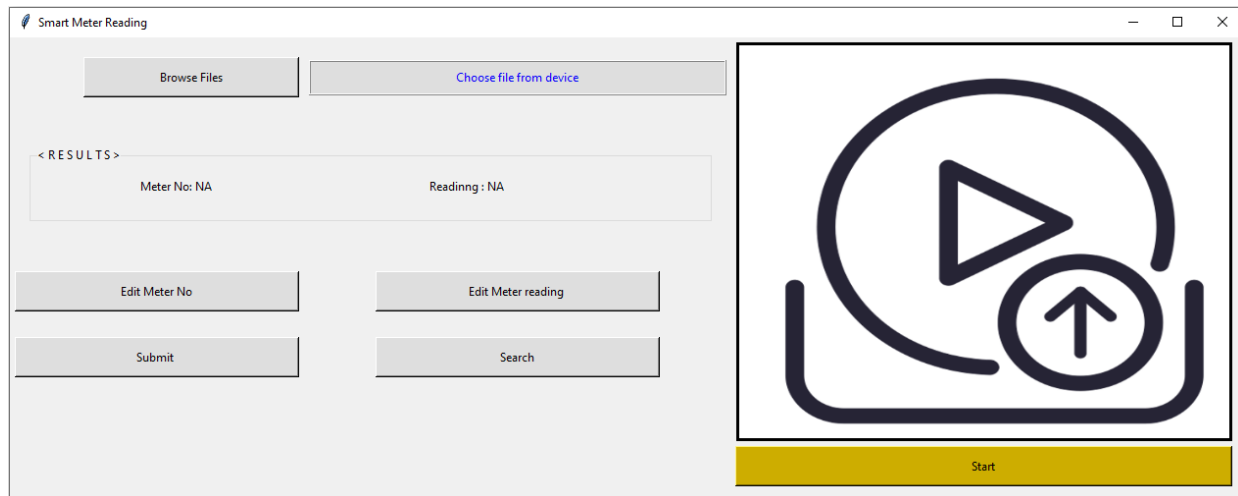 Smart Meter Reading
Browse Files
Choose file from device
< R E S U L T S >
Meter No: NA
Readinng : NA
Edit Meter No
Edit Meter reading
Submit
Search
Start